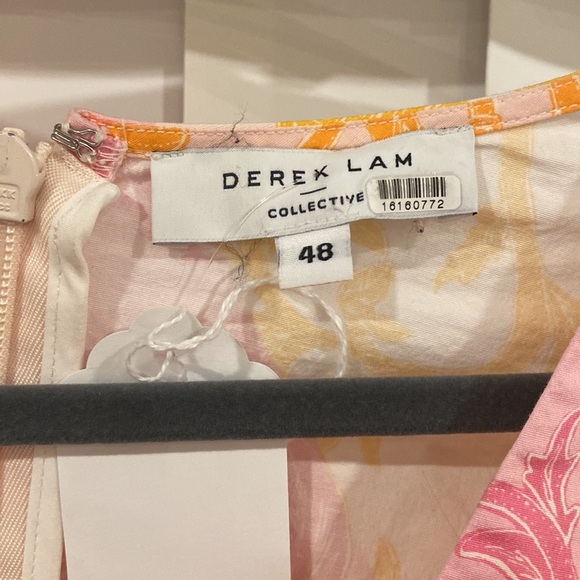 DEREK LAM
COLLECTIVE
16160772
48